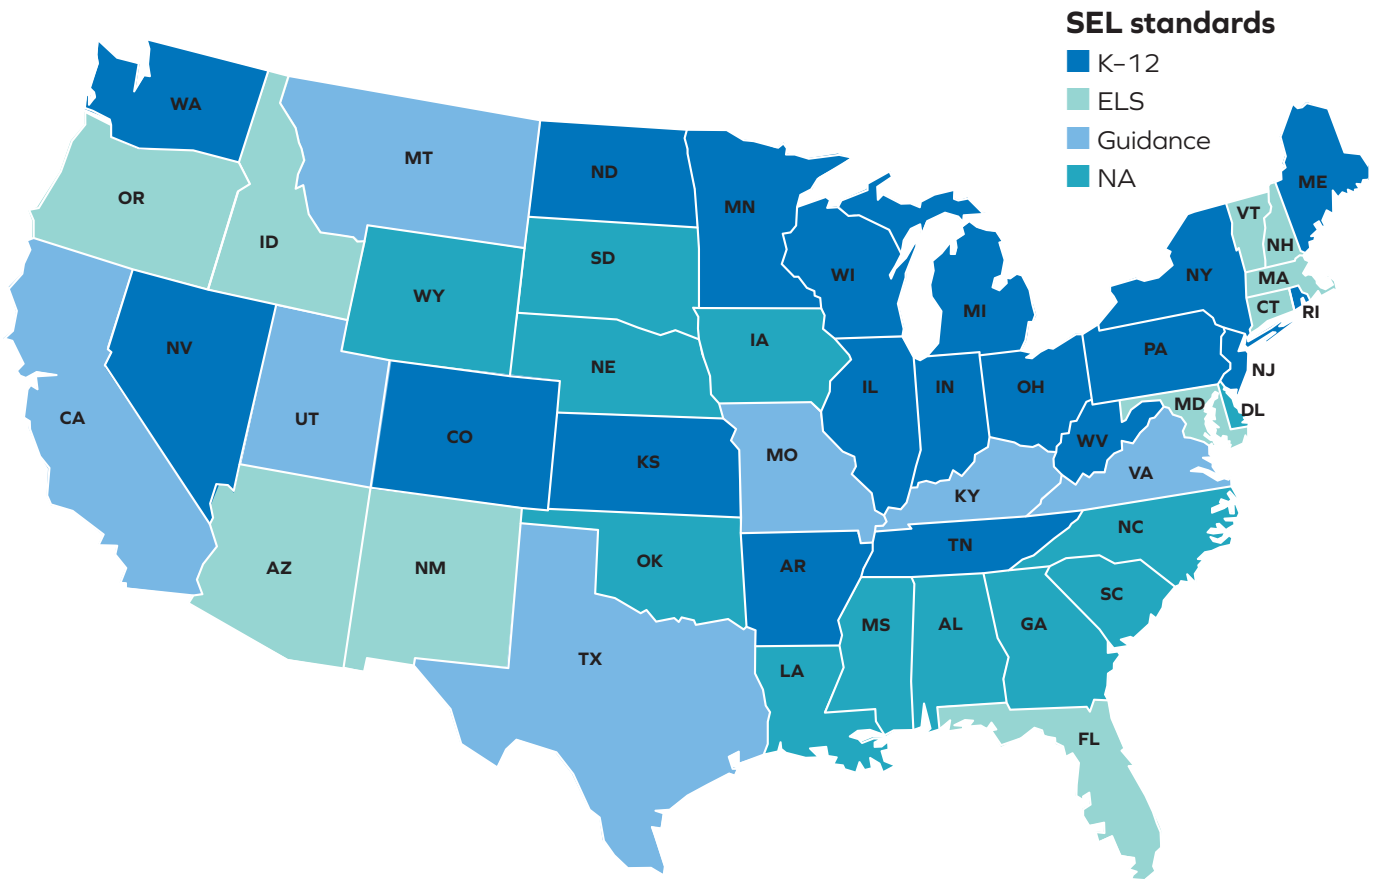 SEL standards
K–12
ELS
Guidance
NA
WA
MT
ND
MN
ME
OR
ID
SD
WI
MI
NY
VT
NH
MA
CT
RI
WY
NV
IA
PA
NE
NJ
CA
UT
CO
IL
IN
OH
MD
DL
KS
MO
WV
VA
KY
AZ
NM
OK
AR
TN
NC
SC
TX
MS
AL
GA
LA
FL